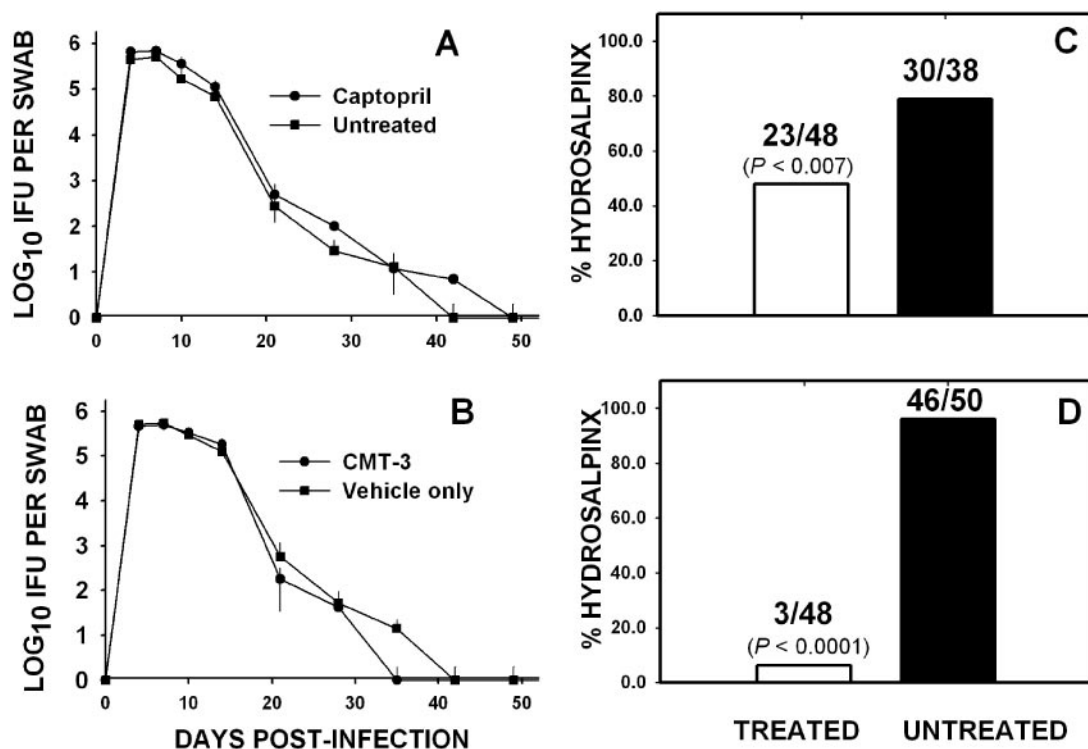 A
LOG10 IFU PER SWAB
6
5
4
3
2
1
0
Captopril
Untreated
0 10 20 30 40 50
C
% HYDROSALPINX
100.0
80.0
60.0
40.0
20.0
0.0
23/48
(P < 0.007)
30/38
B
LOG10 IFU PER SWAB
6
5
4
3
2
1
0
CMT-3
Vehicle only
0 10 20 30 40 50
DAYS POST-INFECTION
D
% HYDROSALPINX
100.0
80.0
60.0
40.0
20.0
0.0
3/48
(P < 0.0001)
46/50
TREATED UNTREATED